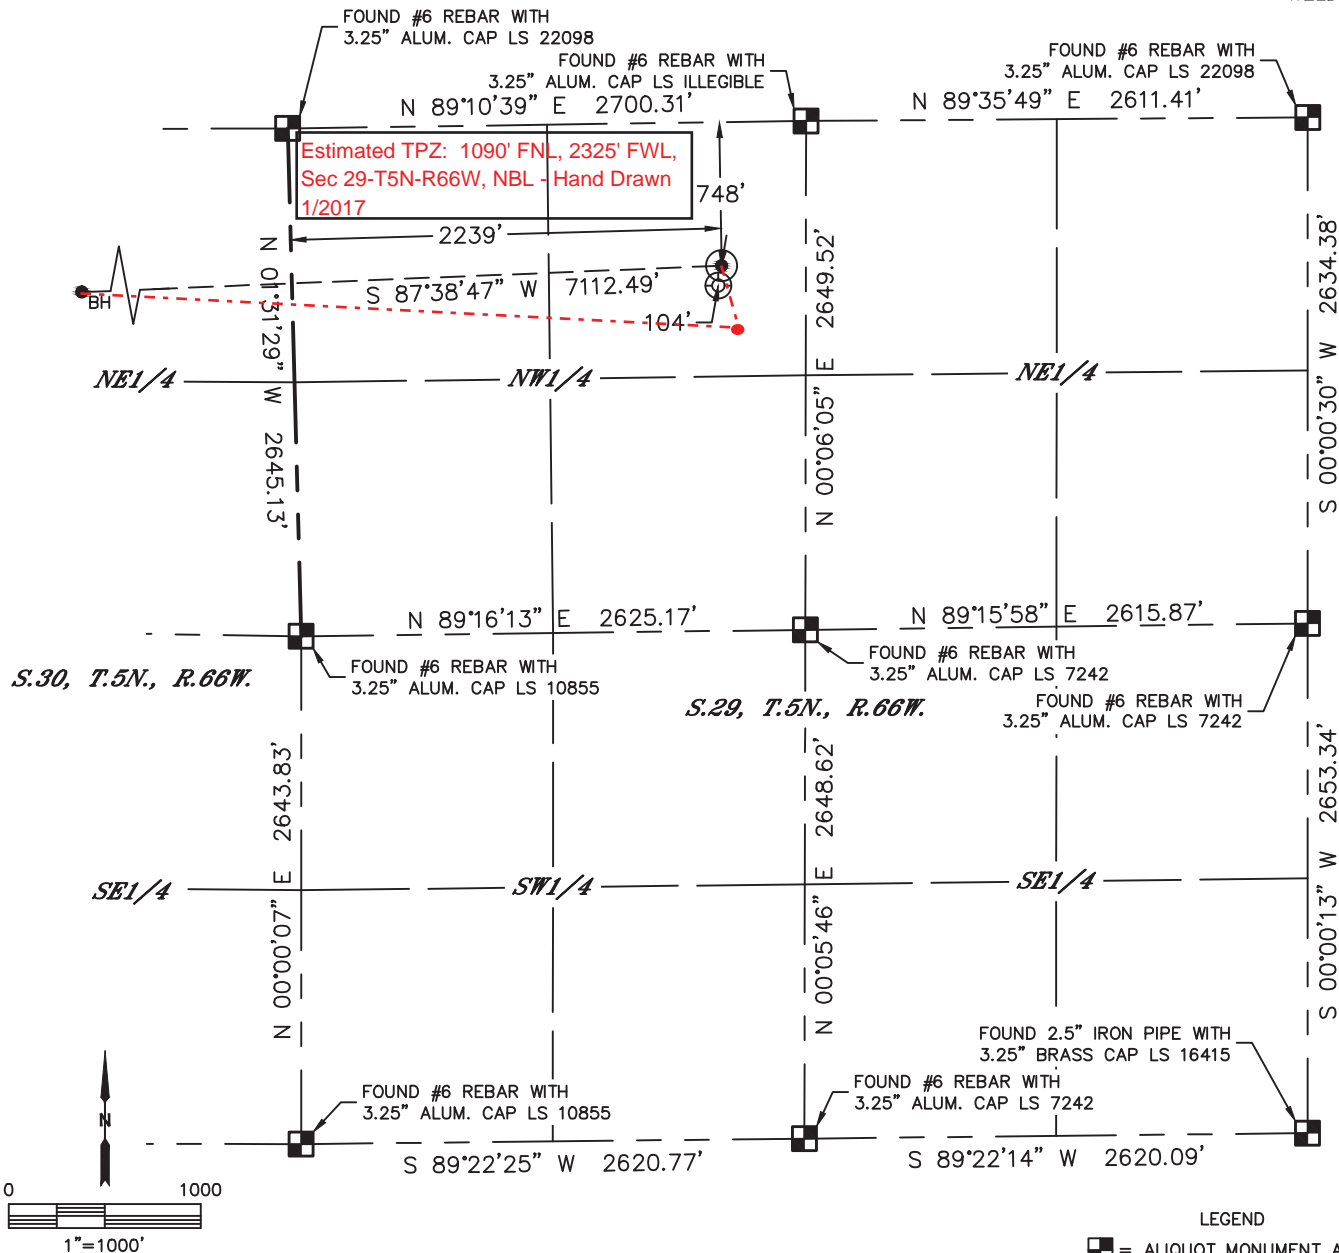 FOUND #6 REBAR WITH
3.25" ALUM. CAP LS 22098
FOUND #6 REBAR WITH
3.25" ALUM. CAP LS ILLEGIBLE
FOUND #6 REBAR WITH
3.25" ALUM. CAP LS 22098
N 89°10'39" E 2700.31'
N 89°35'49" E 2611.41'
Estimated TPZ: 1090' FNL, 2325' FWL,
Sec 29-T5N-R66W, NBL - Hand Drawn
1/2017
748'
2239'
BH
S 87°38'47" W 7112.49'
104'
N 01°31'29" W 2645.13'
N 00°06'05" E 2649.52'
S 00°00'30" W 2634.38'
NE1/4
NW1/4
NE1/4
N 89°16'13" E 2625.17'
N 89°15'58" E 2615.87'
FOUND #6 REBAR WITH
3.25" ALUM. CAP LS 10855
FOUND #6 REBAR WITH
3.25" ALUM. CAP LS 7242
FOUND #6 REBAR WITH
3.25" ALUM. CAP LS 7242
S.30, T.5N., R.66W.
S.29, T.5N., R.66W.
N 00°00'07" E 2643.83'
N 00°05'46" E 2648.62'
S 00°00'13" W 2653.34'
SE1/4
SW1/4
SE1/4
FOUND 2.5" IRON PIPE WITH
3.25" BRASS CAP LS 16415
FOUND #6 REBAR WITH
3.25" ALUM. CAP LS 10855
FOUND #6 REBAR WITH
3.25" ALUM. CAP LS 7242
N
S 89°22'25" W 2620.77'
S 89°22'14" W 2620.09'
0 1000
1"=1000'
LEGEND
= ALIQUOT MONUMENT A